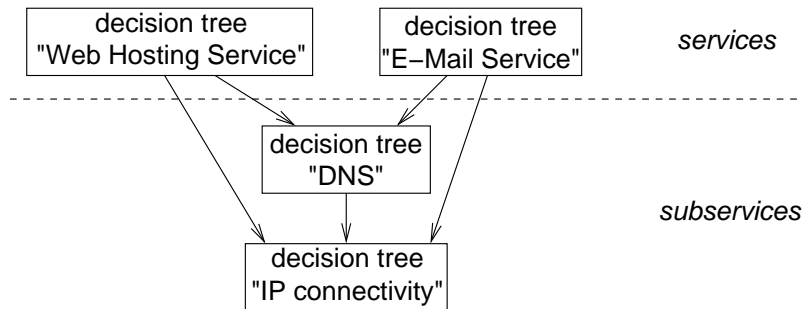 decision tree
"Web Hosting Service"
decision tree
"E−Mail Service"
services
decision tree
"DNS"
subservices
decision tree
"IP connectivity"